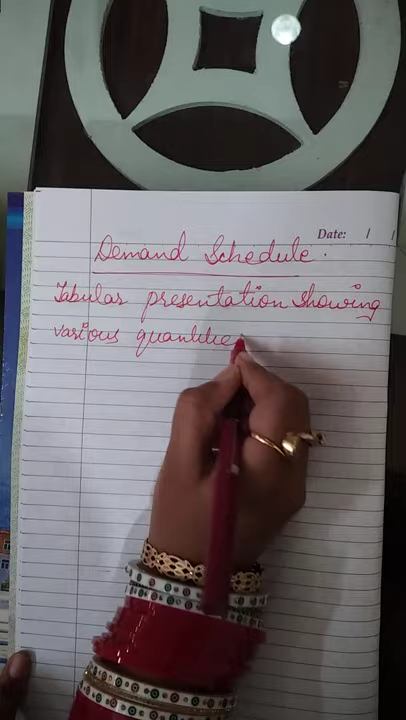 Date: / /
Demand Schedule.
Tabular presentation showing
various quantitie